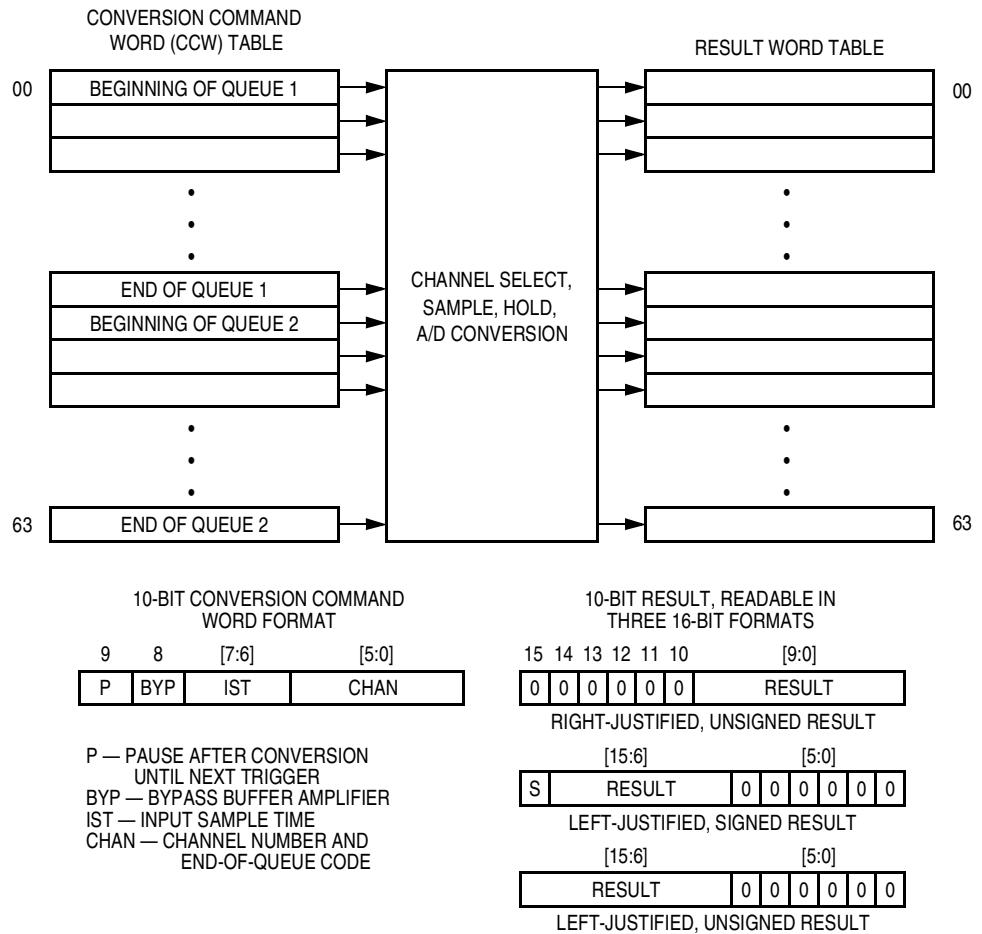 CONVERSION COMMAND
WORD (CCW) TABLE
RESULT WORD TABLE
00
BEGINNING OF QUEUE 1
00
END OF QUEUE 1
BEGINNING OF QUEUE 2
CHANNEL SELECT,
SAMPLE, HOLD,
A/D CONVERSION
63
END OF QUEUE 2
63
10-BIT CONVERSION COMMAND
WORD FORMAT
9 8 [7:6] [5:0]
P BYP IST CHAN
P — PAUSE AFTER CONVERSION
UNTIL NEXT TRIGGER
BYP — BYPASS BUFFER AMPLIFIER
IST — INPUT SAMPLE TIME
CHAN — CHANNEL NUMBER AND
END-OF-QUEUE CODE
10-BIT RESULT, READABLE IN
THREE 16-BIT FORMATS
15 14 13 12 11 10 [9:0]
0 0 0 0 0 0 RESULT
RIGHT-JUSTIFIED, UNSIGNED RESULT
[15:6] [5:0]
S RESULT 0 0 0 0 0 0
LEFT-JUSTIFIED, SIGNED RESULT
[15:6] [5:0]
RESULT 0 0 0 0 0 0
LEFT-JUSTIFIED, UNSIGNED RESULT